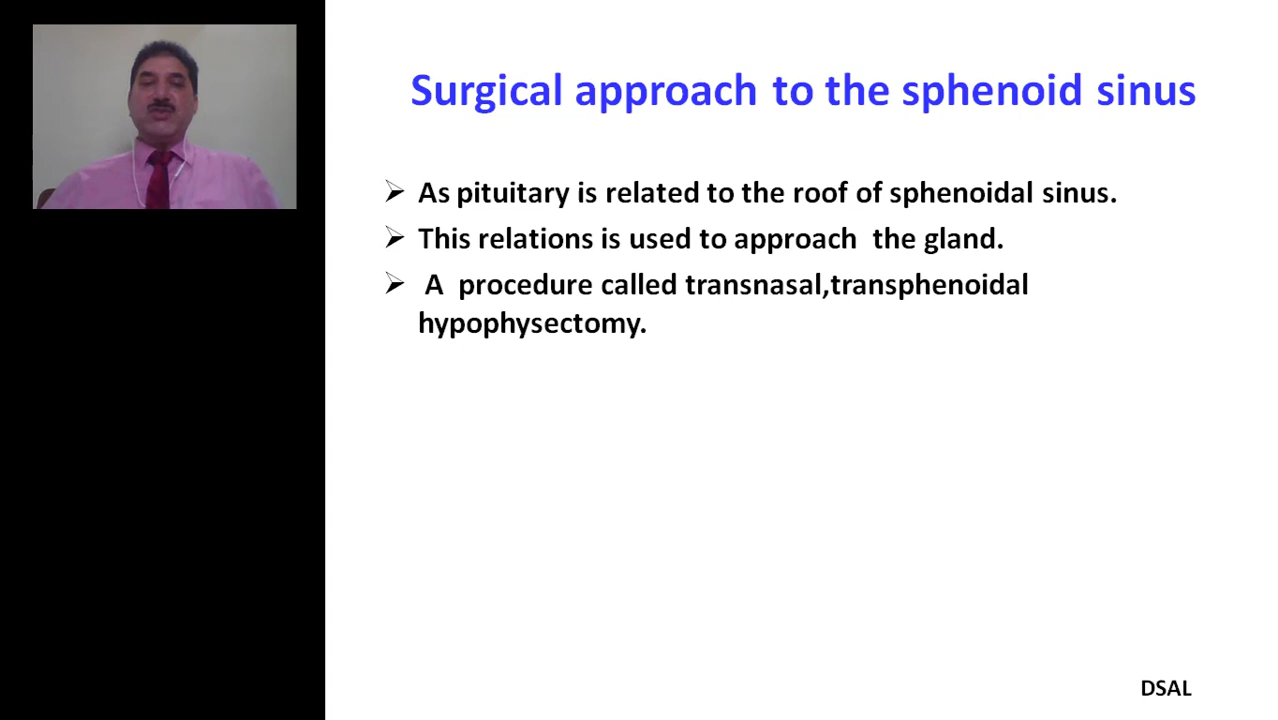 Surgical approach to the sphenoid sinus
➢ As pituitary is related to the roof of sphenoidal sinus.
➢ This relations is used to approach the gland.
➢ A procedure called transnasal,transphenoidal
hypophysectomy.
DSAL